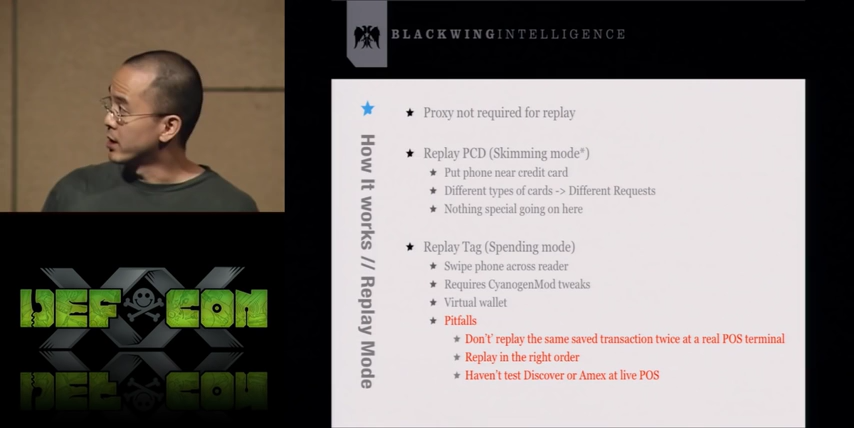 BLACKWINGINTELLIGENCE
How It works // Replay Mode
Proxy not required for replay
Replay PCD (Skimming mode*)
Put phone near credit card
Different types of cards -> Different Requests
Nothing special going on here
Replay Tag (Spending mode)
Swipe phone across reader
Requires CyanogenMod tweaks
Virtual wallet
Pitfalls
Don't' replay the same saved transaction twice at a real POS terminal
Replay in the right order
Haven't test Discover or Amex at live POS
XX
DEF CON